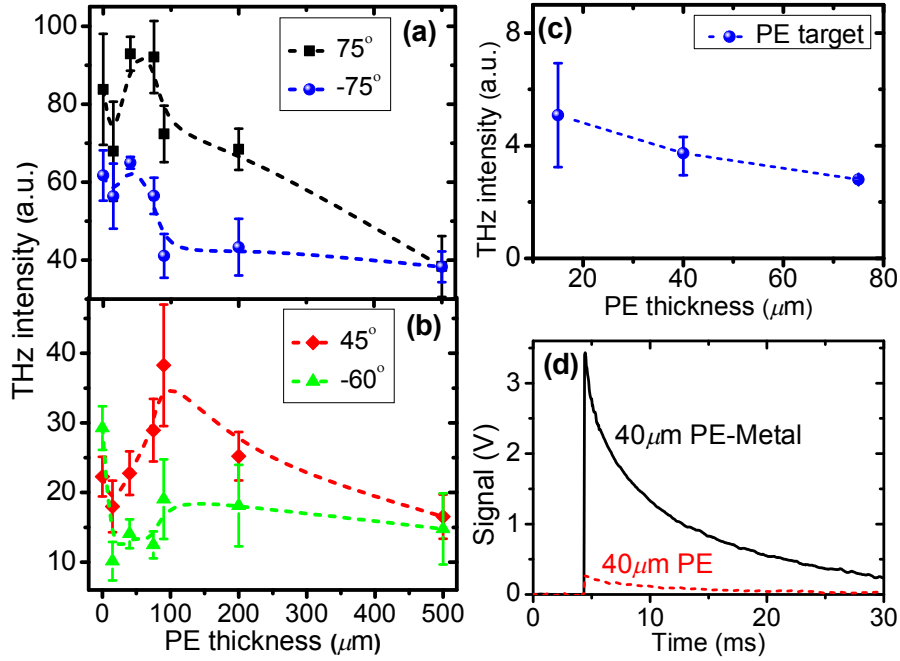 (a)
75°
-75°
100
80
60
40
THz intensity (a.u.)
(b)
45°
-60°
40
30
20
10
0 100 200 300 400 500
PE thickness (μm)
(c)
PE target
8
4
0
THz intensity (a.u.)
20 40 60 80
PE thickness (μm)
(d)
40μm PE-Metal
40μm PE
3
2
1
0
Signal (V)
0 10 20 30
Time (ms)